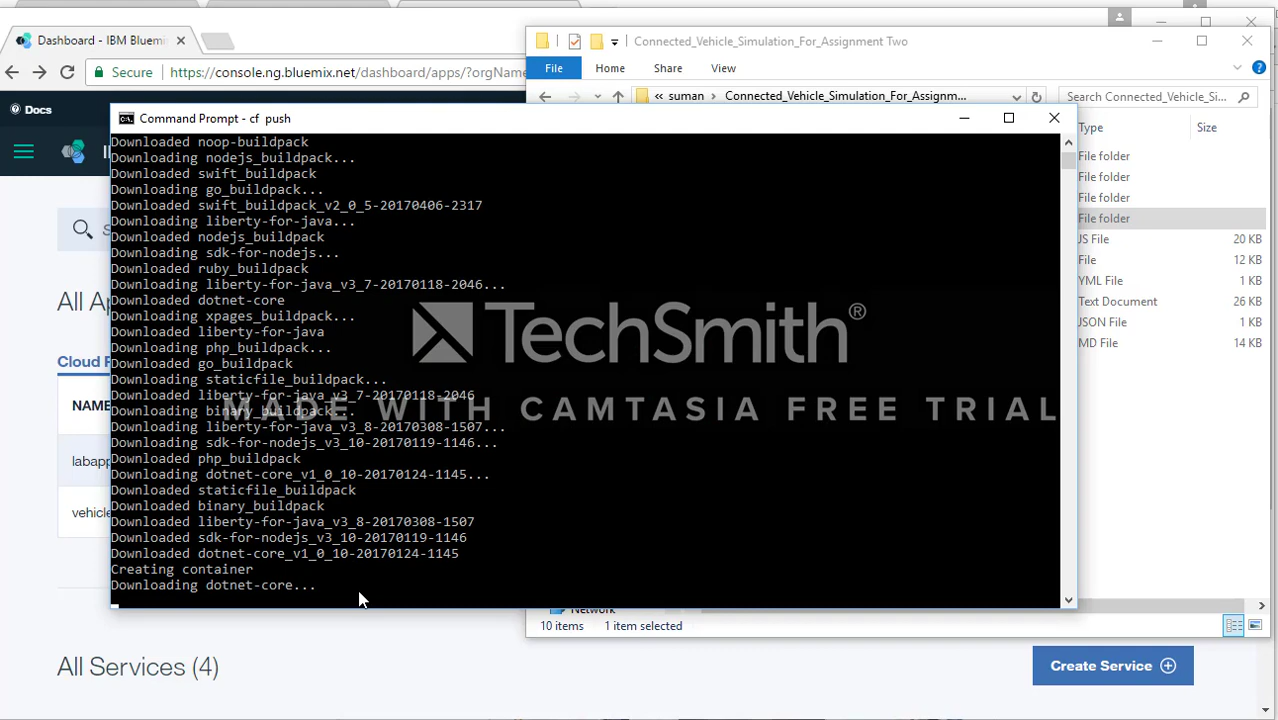 Dashboard - IBM Bluemi
Secure
https://console.ng.bluemix.net/dashboard/apps/?orgName
Docs
Connected_Vehicle_Simulation_For_Assignment Two
File
Home
Share
View
« suman > Connected_Vehicle_Simulation_For_Assignm...
Search Connected_Vehicle_Si...
Type
Size
File folder
File folder
File folder
File folder
JS File 20 KB
File 12 KB
YML File 1 KB
Text Document 26 KB
JSON File 1 KB
MD File 14 KB
Network
10 items 1 item selected
Command Prompt - cf push
Downloaded noop-buildpack
Downloading nodejs_buildpack...
Downloaded swift_buildpack
Downloading go_buildpack...
Downloaded swift_buildpack_v2_0_5-20170406-2317
Downloading liberty-for-java...
Downloaded nodejs_buildpack
Downloading sdk-for-nodejs...
Downloaded ruby_buildpack
Downloading liberty-for-java_v3_7-20170118-2046...
Downloaded dotnet-core
Downloading xpages_buildpack...
Downloaded liberty-for-java
Downloading php_buildpack...
Downloaded go_buildpack
Downloading staticfile_buildpack...
Downloaded liberty-for-java_v3_7-20170118-2046
Downloading binary_buildpack...
Downloading liberty-for-java_v3_8-20170308-1507...
Downloading sdk-for-nodejs_v3_10-20170119-1146...
Downloaded php_buildpack
Downloading dotnet-core_v1_0_10-20170124-1145...
Downloaded staticfile_buildpack
Downloaded binary_buildpack
Downloaded liberty-for-java_v3_8-20170308-1507
Downloaded sdk-for-nodejs_v3_10-20170119-1146
Downloaded dotnet-core_v1_0_10-20170124-1145
Creating container
Downloading dotnet-core...
TechSmith®
MADE WITH CAMTASIA FREE TRIAL
All Ap
Cloud F
NAME
labapp
vehicle
All Services (4)
Create Service